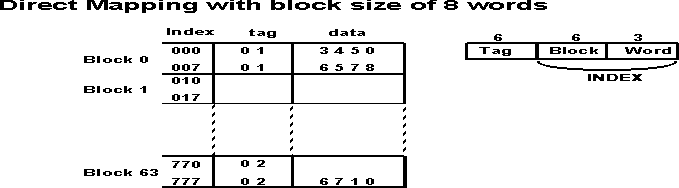 Direct Mapping with block size of 8 words
Index tag data
Block 0 000 0 1 3 4 5 0
007 0 1 6 5 7 8
Block 1 010
017
Block 63 770 0 2
777 0 2 6 7 1 0
6 6 3
Tag Block Word
INDEX